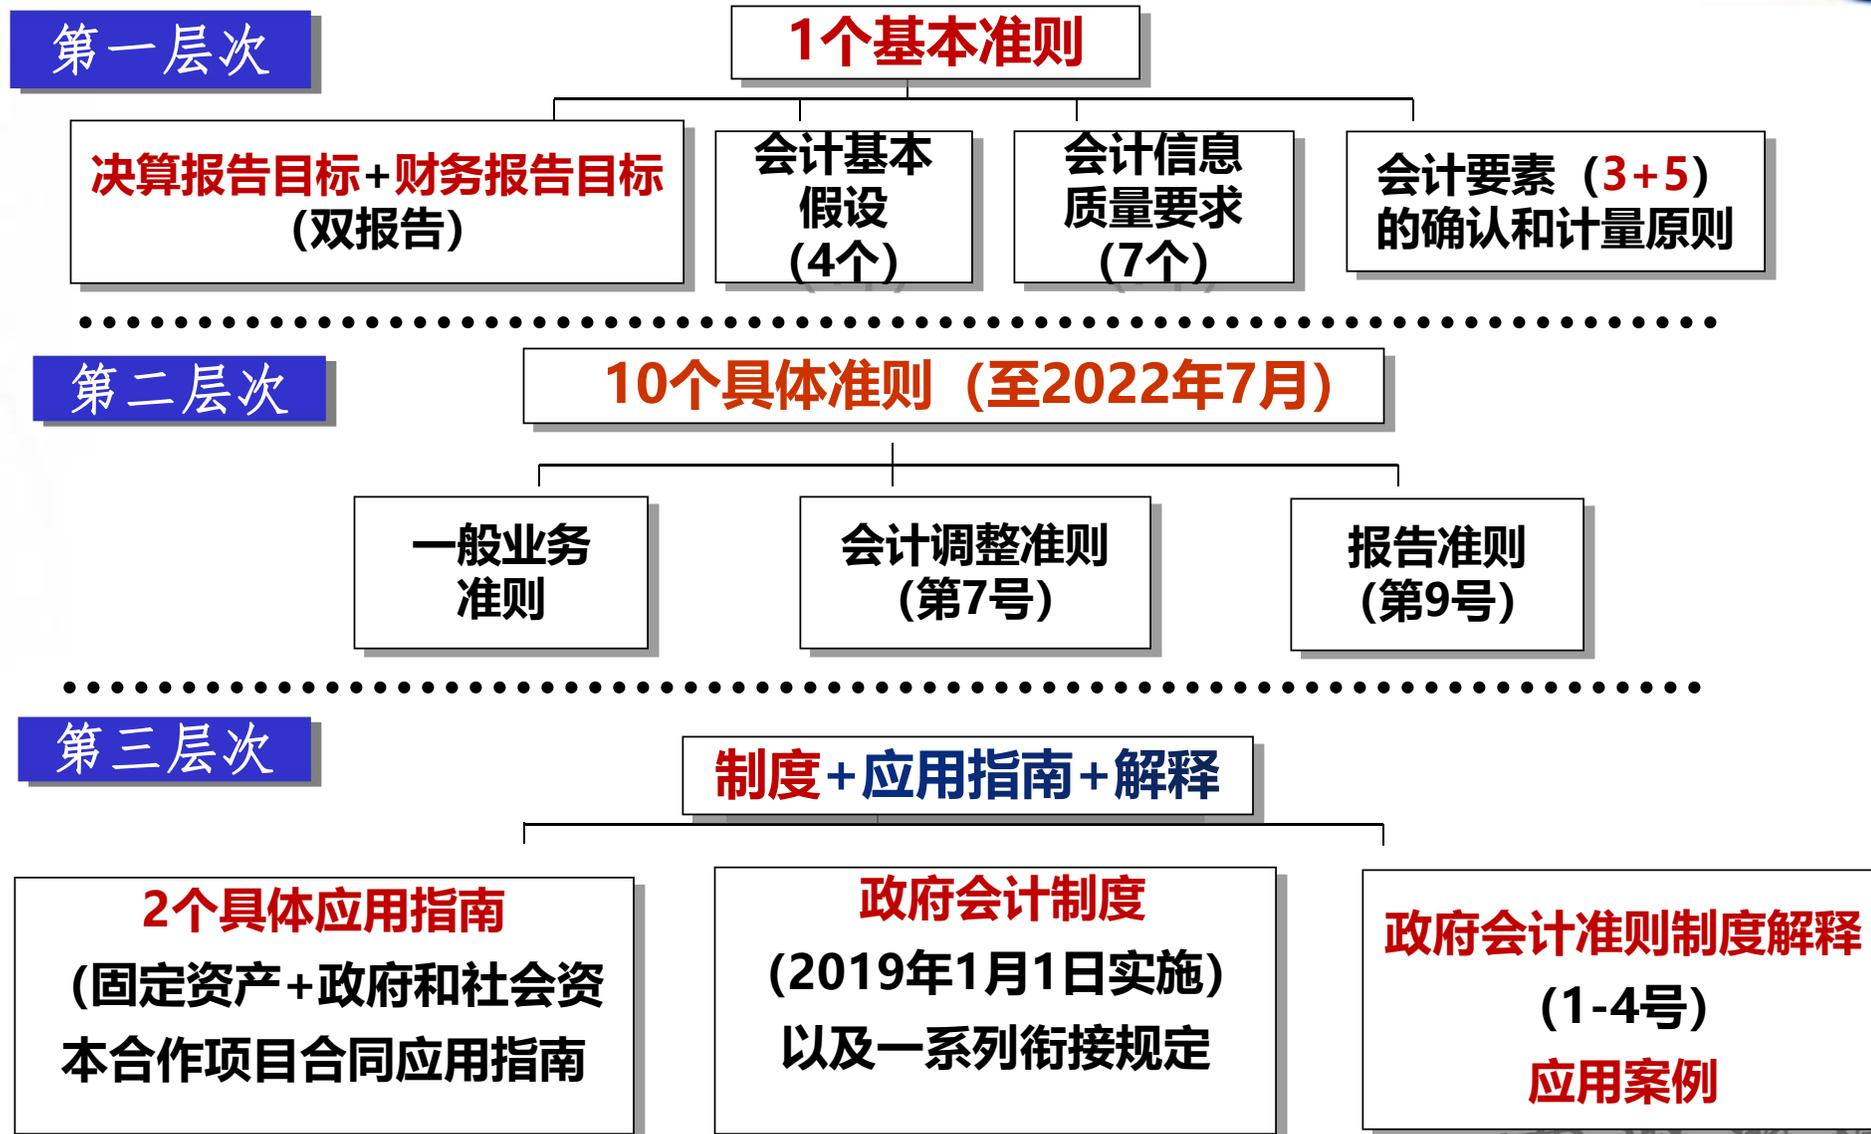 第一层次
1个基本准则
决算报告目标+财务报告目标
(双报告)
会计基本
假设
(4个)
会计信息
质量要求
(7个)
会计要素（3+5）
的确认和计量原则
第二层次
10个具体准则（至2022年7月）
一般业务
准则
会计调整准则
(第7号)
报告准则
(第9号)
第三层次
制度+应用指南+解释
2个具体应用指南
(固定资产+政府和社会资
本合作项目合同应用指南
政府会计制度
(2019年1月1日实施)
以及一系列衔接规定
政府会计准则制度解释
(1-4号)
应用案例